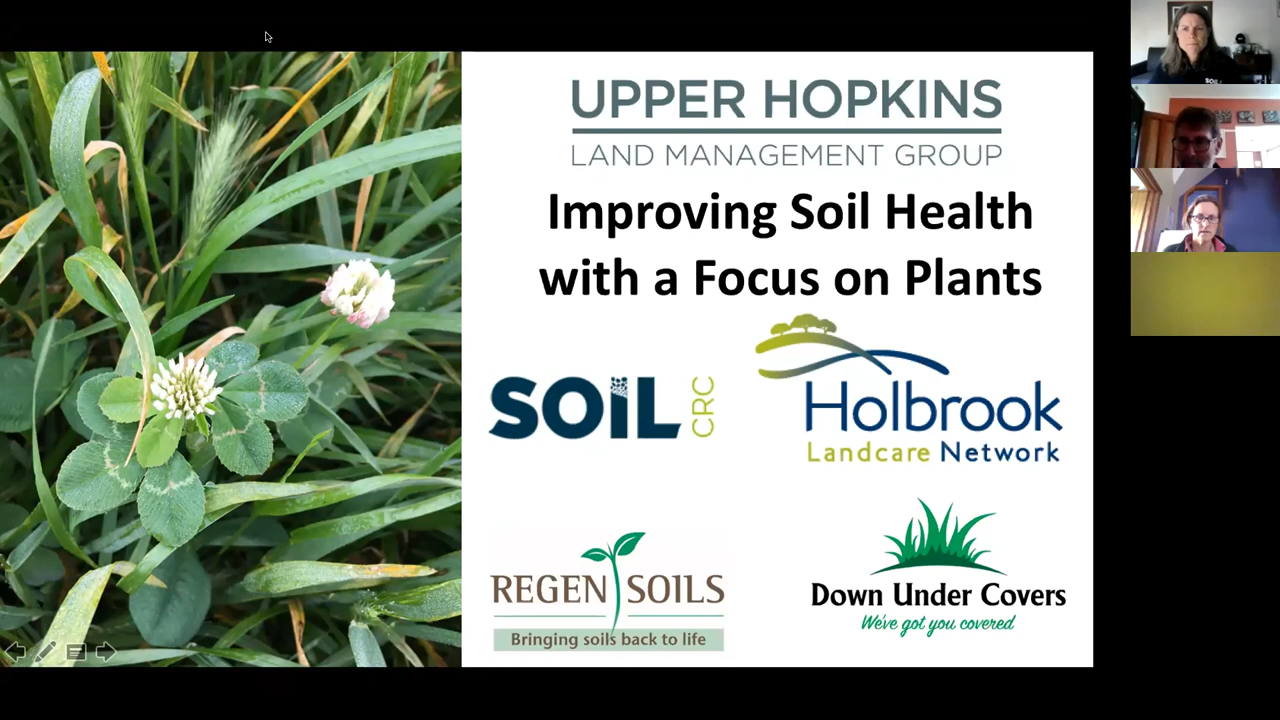 UPPER HOPKINS
LAND MANAGEMENT GROUP
Improving Soil Health
with a Focus on Plants
SOIL CRC
Holbrook
Landcare Network
REGEN SOILS
Bringing soils back to life
Down Under Covers
We've got you covered
SOIL